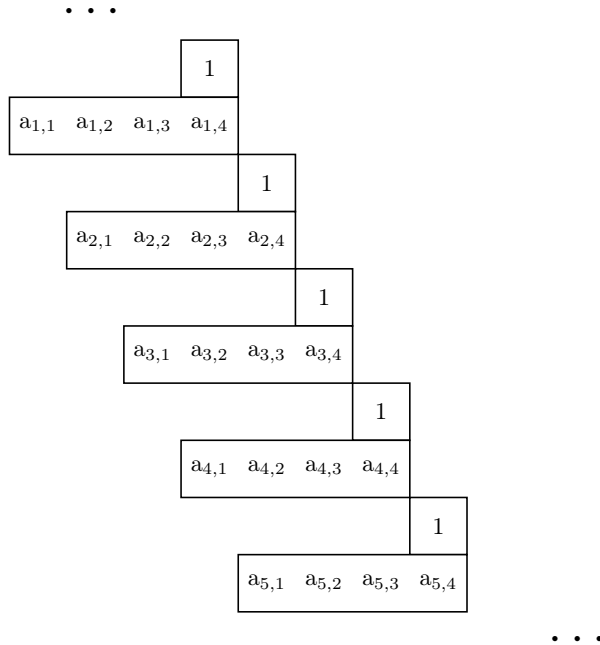 . . .
1
a1,1 a1,2 a1,3 a1,4
1
a2,1 a2,2 a2,3 a2,4
1
a3,1 a3,2 a3,3 a3,4
1
a4,1 a4,2 a4,3 a4,4
1
a5,1 a5,2 a5,3 a5,4
. . .